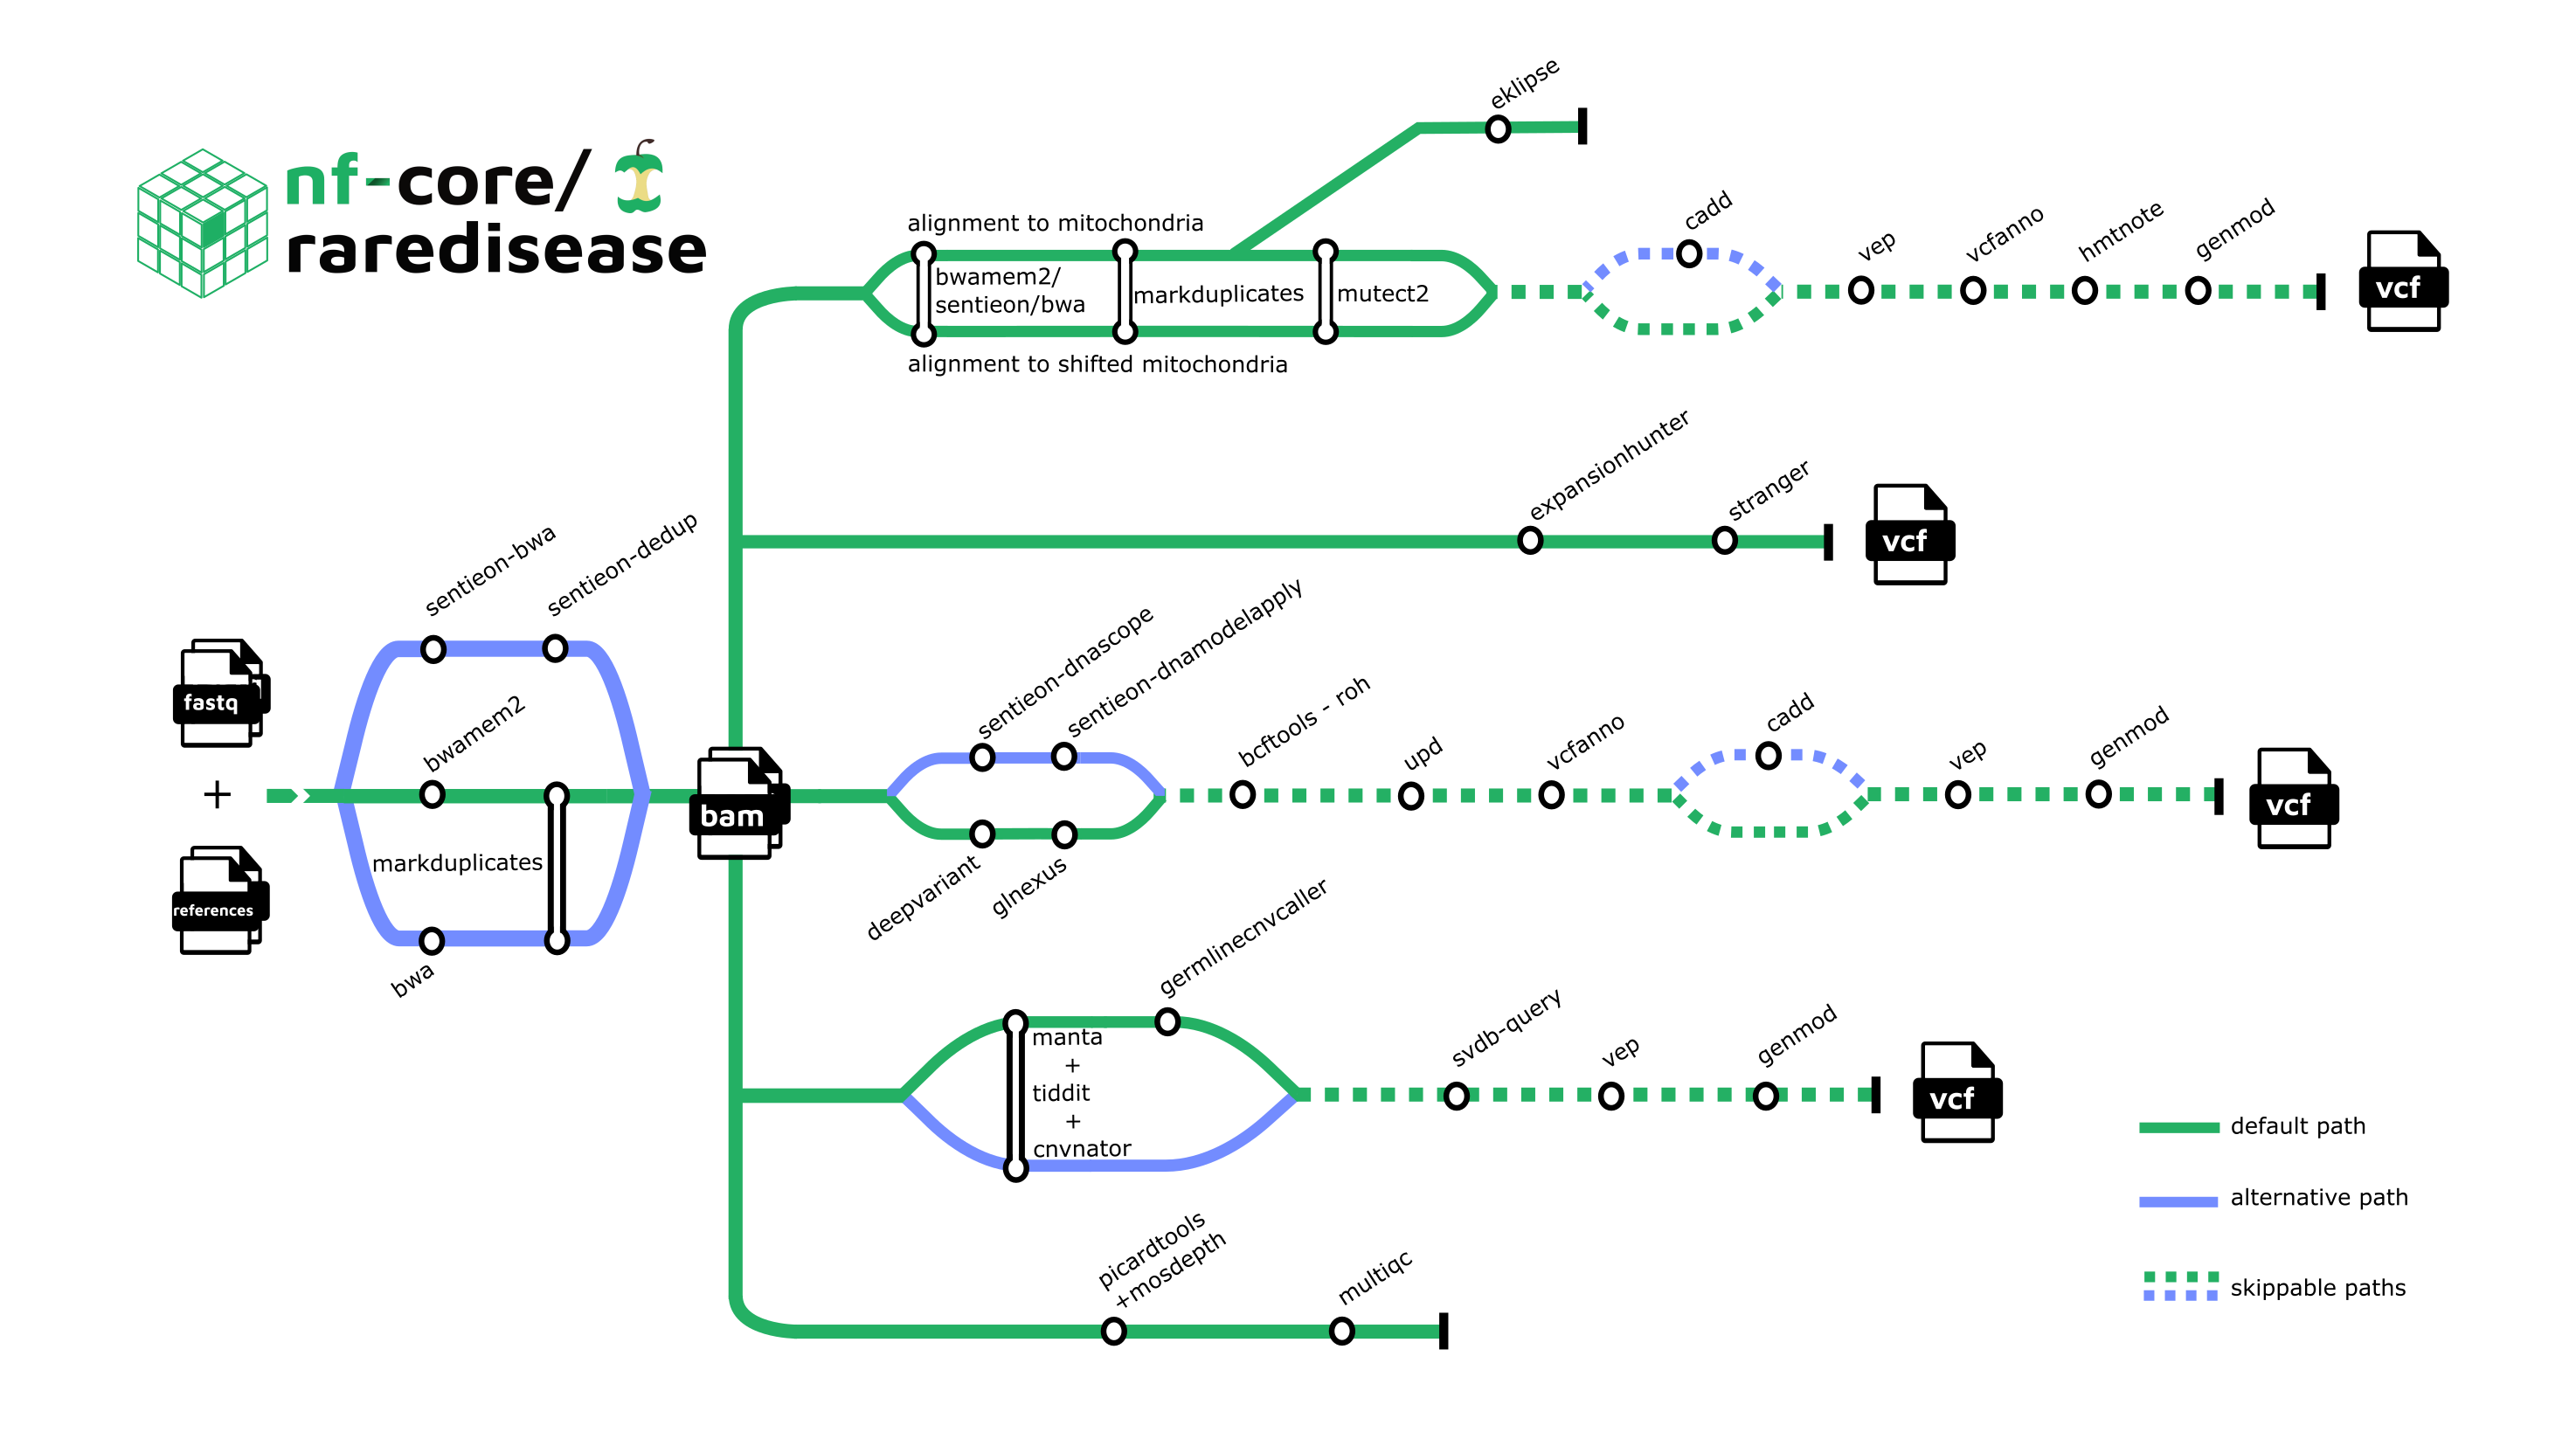 nf-core/
raredisease
eklipse
alignment to mitochondria
bwamem2/
sentieon/bwa
markduplicates
mutect2
alignment to shifted mitochondria
cadd
vep
vcfanno
hmtnote
genmod
vcf
expansionhunter
stranger
vcf
fastq
+
references
sentieon-bwa
sentieon-dedup
bwamem2
markduplicates
bwa
bam
sentieon-dnascope
sentieon-dnamodelapply
deepvariant
glnexus
bcftools - roh
upd
vcfanno
cadd
vep
genmod
vcf
manta
+
tiddit
+
cnvnator
germlinecnvcaller
svdb-query
vep
genmod
vcf
picardtools
+mosdepth
multiqc
default path
alternative path
skippable paths